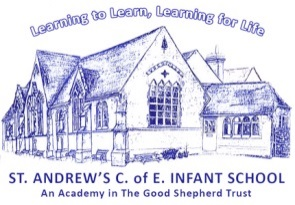 Learning to Learn, Learning for Life
ST. ANDREW'S C. of E. INFANT SCHOOL
An Academy in The Good Shepherd Trust